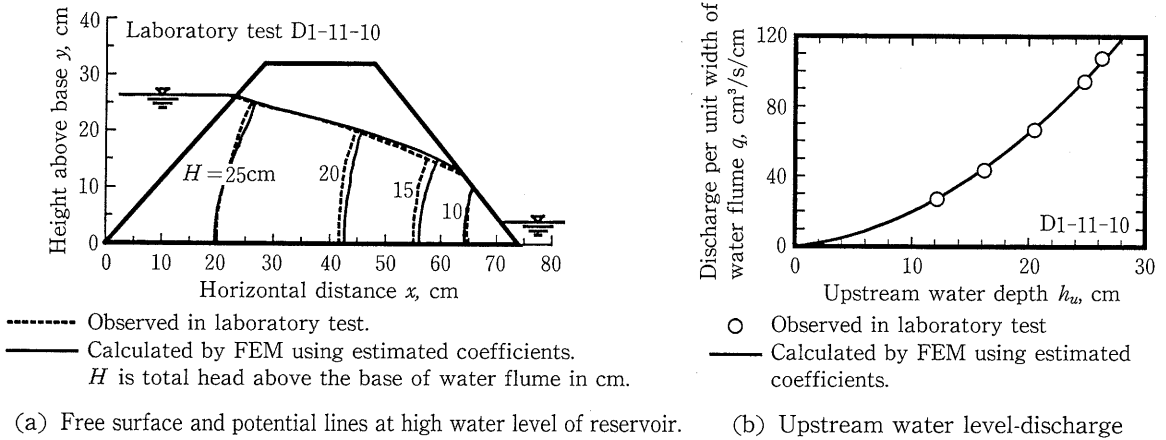 Height above base y, cm
40
30
20
10
0
Laboratory test D1-11-10
H=25cm
20
15
10
0 10 20 30 40 50 60 70 80
Horizontal distance x, cm
Observed in laboratory test.
Calculated by FEM using estimated coefficients.
H is total head above the base of water flume in cm.
(a) Free surface and potential lines at high water level of reservoir.
Discharge per unit width of
water flume q, cm³/s/cm
120
80
40
0
D1-11-10
0 10 20 30
Upstream water depth hᵤ, cm
Observed in laboratory test
Calculated by FEM using estimated
coefficients.
(b) Upstream water level-discharge